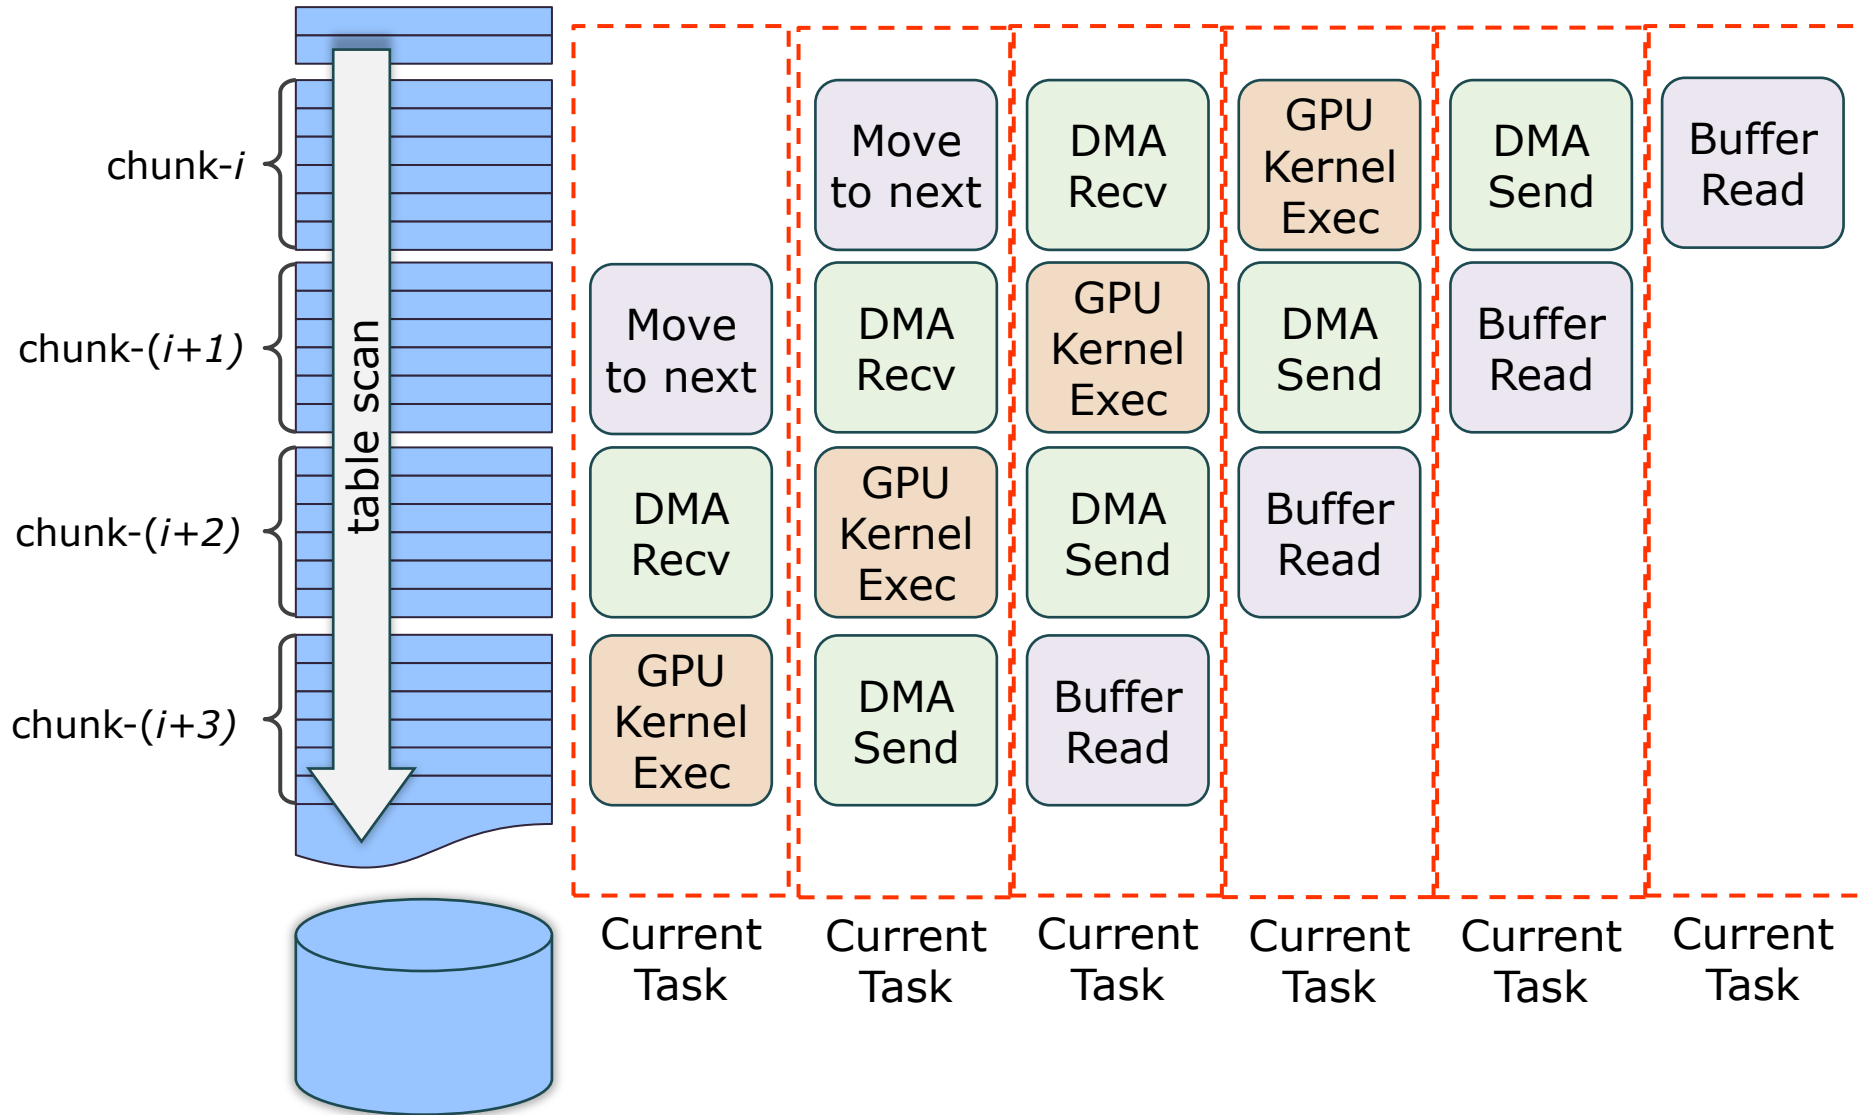 chunk-i
Move
to next
DMA
Recv
GPU
Kernel
Exec
DMA
Send
Buffer
Read
chunk-(i+1)
Move
to next
DMA
Recv
GPU
Kernel
Exec
DMA
Send
Buffer
Read
table scan
chunk-(i+2)
DMA
Recv
GPU
Kernel
Exec
DMA
Send
Buffer
Read
chunk-(i+3)
GPU
Kernel
Exec
DMA
Send
Buffer
Read
Current
Task
Current
Task
Current
Task
Current
Task
Current
Task
Current
Task